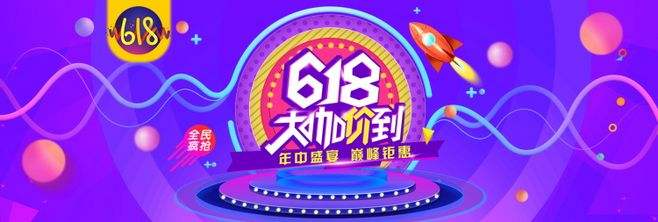 618
618
大咖价到
全民
疯抢
年中盛宴 巅峰钜惠